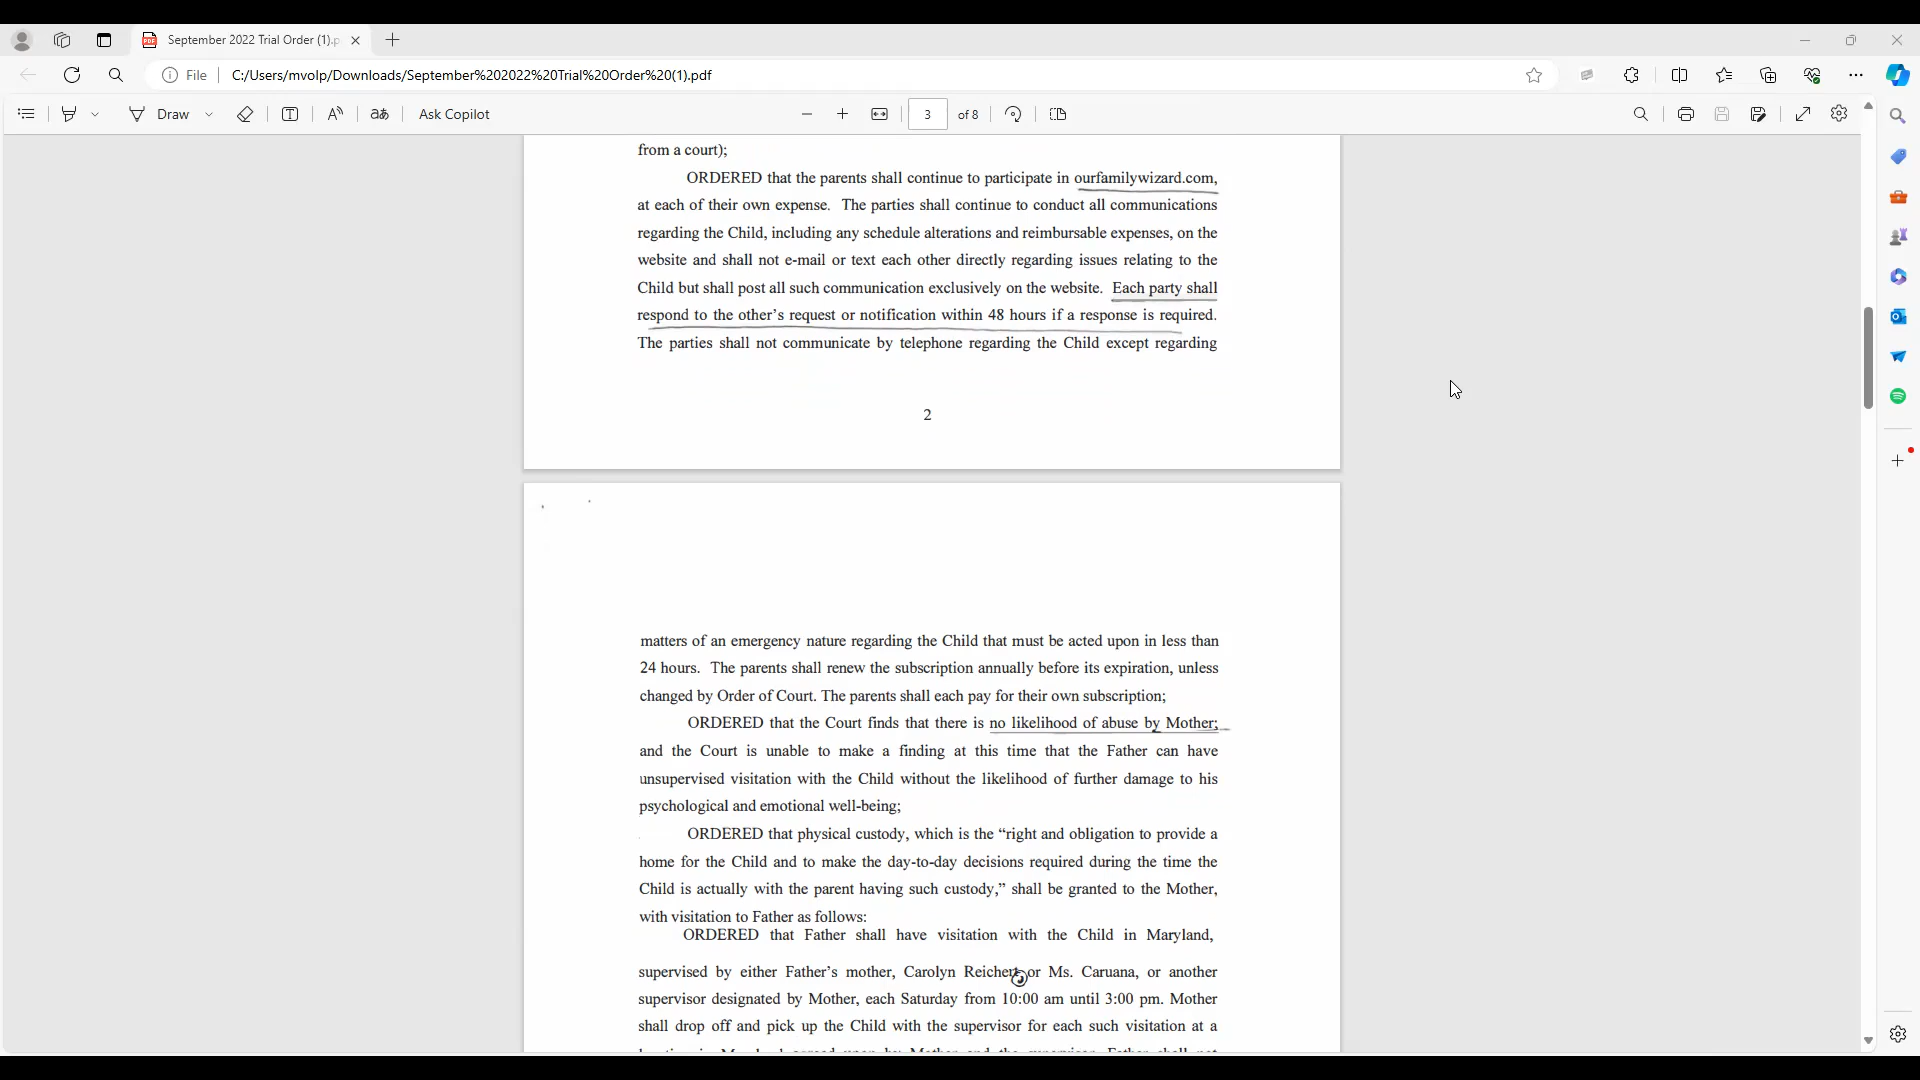 September 2022 Trial Order (1).p
File
C:/Users/mvolp/Downloads/September%202022%20Trial%20Order%20(1).pdf
Draw
aあ
Ask Copilot
3
of 8
from a court);
ORDERED that the parents shall continue to participate in ourfamilywizard.com,
at each of their own expense. The parties shall continue to conduct all communications
regarding the Child, including any schedule alterations and reimbursable expenses, on the
website and shall not e-mail or text each other directly regarding issues relating to the
Child but shall post all such communication exclusively on the website. Each party shall
respond to the other's request or notification within 48 hours if a response is required.
The parties shall not communicate by telephone regarding the Child except regarding
2
matters of an emergency nature regarding the Child that must be acted upon in less than
24 hours. The parents shall renew the subscription annually before its expiration, unless
changed by Order of Court. The parents shall each pay for their own subscription;
ORDERED that the Court finds that there is no likelihood of abuse by Mother;
and the Court is unable to make a finding at this time that the Father can have
unsupervised visitation with the Child without the likelihood of further damage to his
psychological and emotional well-being;
ORDERED that physical custody, which is the “right and obligation to provide a
home for the Child and to make the day-to-day decisions required during the time the
Child is actually with the parent having such custody,” shall be granted to the Mother,
with visitation to Father as follows:
ORDERED that Father shall have visitation with the Child in Maryland,
supervised by either Father's mother, Carolyn Reichert or Ms. Caruana, or another
supervisor designated by Mother, each Saturday from 10:00 am until 3:00 pm. Mother
shall drop off and pick up the Child with the supervisor for each such visitation at a